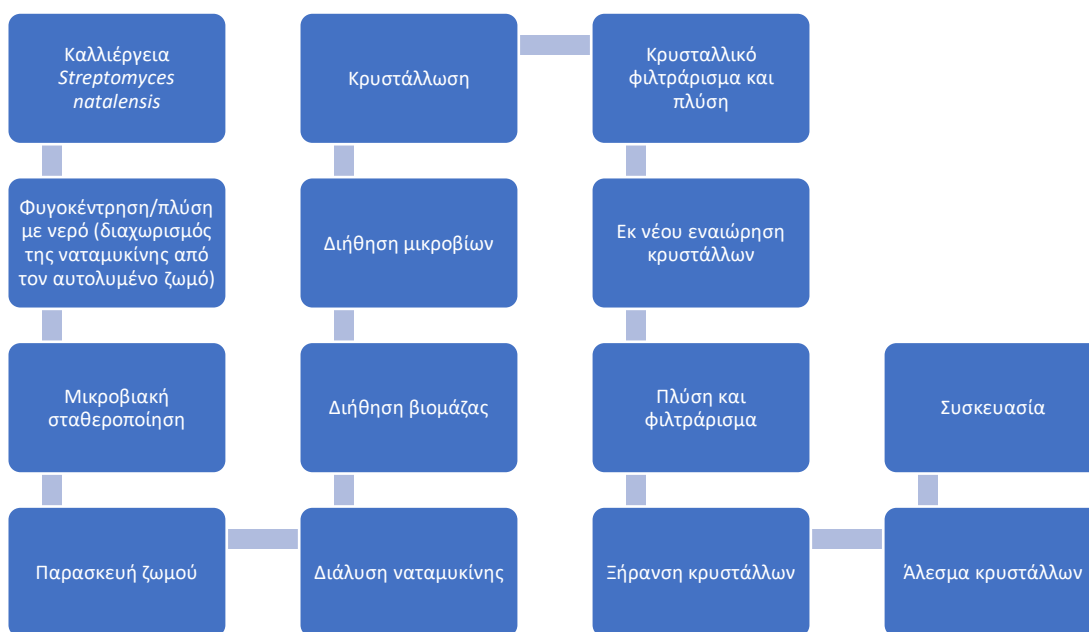 Καλλιέργεια
Streptomyces
natalensis
Φυγοκέντρηση/πλύση
με νερό (διαχωρισμός
της ναταμυκίνης από
τον αυτολυμένο ζωμό)
Μικροβιακή
σταθεροποίηση
Παρασκευή ζωμού
Διάλυση ναταμυκίνης
Διήθηση βιομάζας
Διήθηση μικροβίων
Κρυστάλλωση
Κρυσταλλικό
φιλτράρισμα και
πλύση
Εκ νέου εναιώρηση
κρυστάλλων
Πλύση και
φιλτράρισμα
Ξήρανση κρυστάλλων
Άλεσμα κρυστάλλων
Συσκευασία